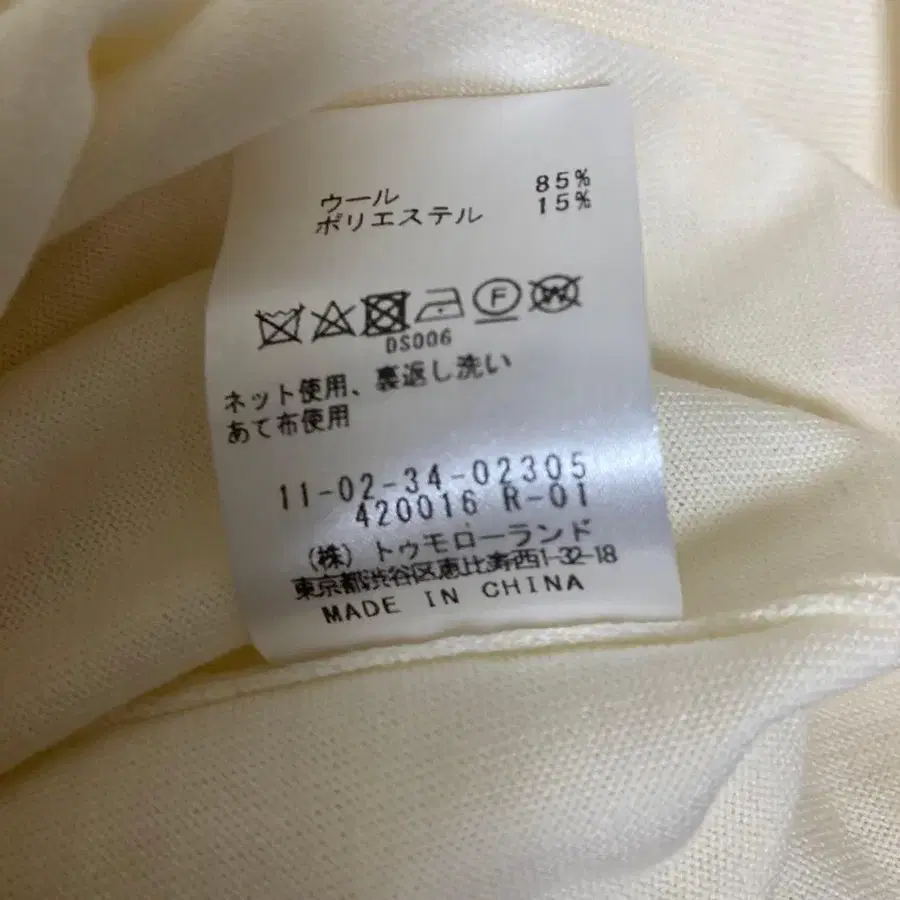 ウール 85%
ポリエステル 15%
F W
DS006
ネット使用、裏返し洗い
あて布使用
11-02-34-02305
420016 R-01
(株) トゥモローランド
東京都渋谷区恵比寿西1-32-18
MADE IN CHINA